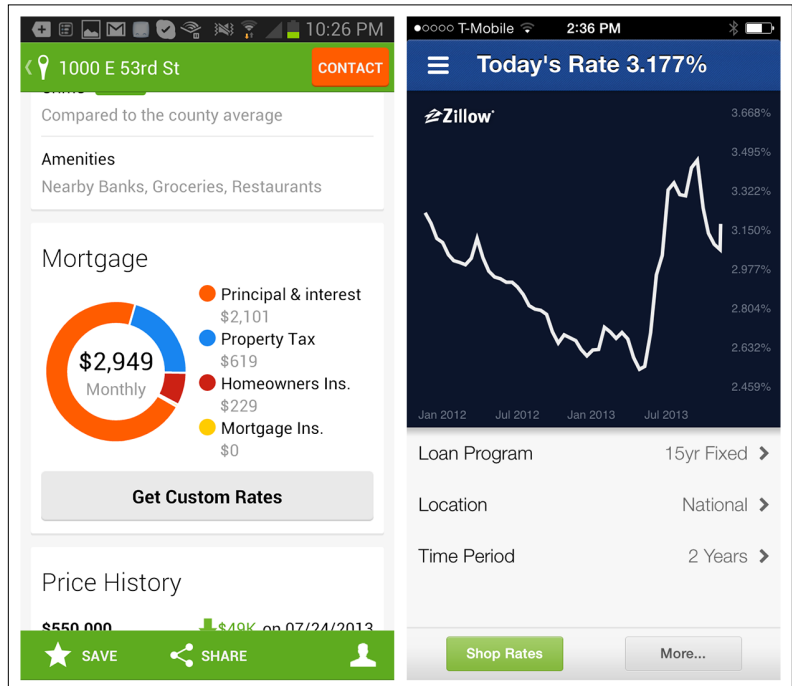 10:26 PM
1000 E 53rd St
CONTACT
Crime
Compared to the county average
Amenities
Nearby Banks, Groceries, Restaurants
Mortgage
$2,949
Monthly
Principal & interest
$2,101
Property Tax
$619
Homeowners Ins.
$229
Mortgage Ins.
$0
Get Custom Rates
Price History
$550,000 $49K on 07/24/2013
SAVE SHARE
T-Mobile 2:36 PM
Today's Rate 3.177%
Zillow
3.668%
3.495%
3.322%
3.150%
2.977%
2.804%
2.632%
2.459%
Jan 2012 Jul 2012 Jan 2013 Jul 2013
Loan Program 15yr Fixed
Location National
Time Period 2 Years
Shop Rates More...